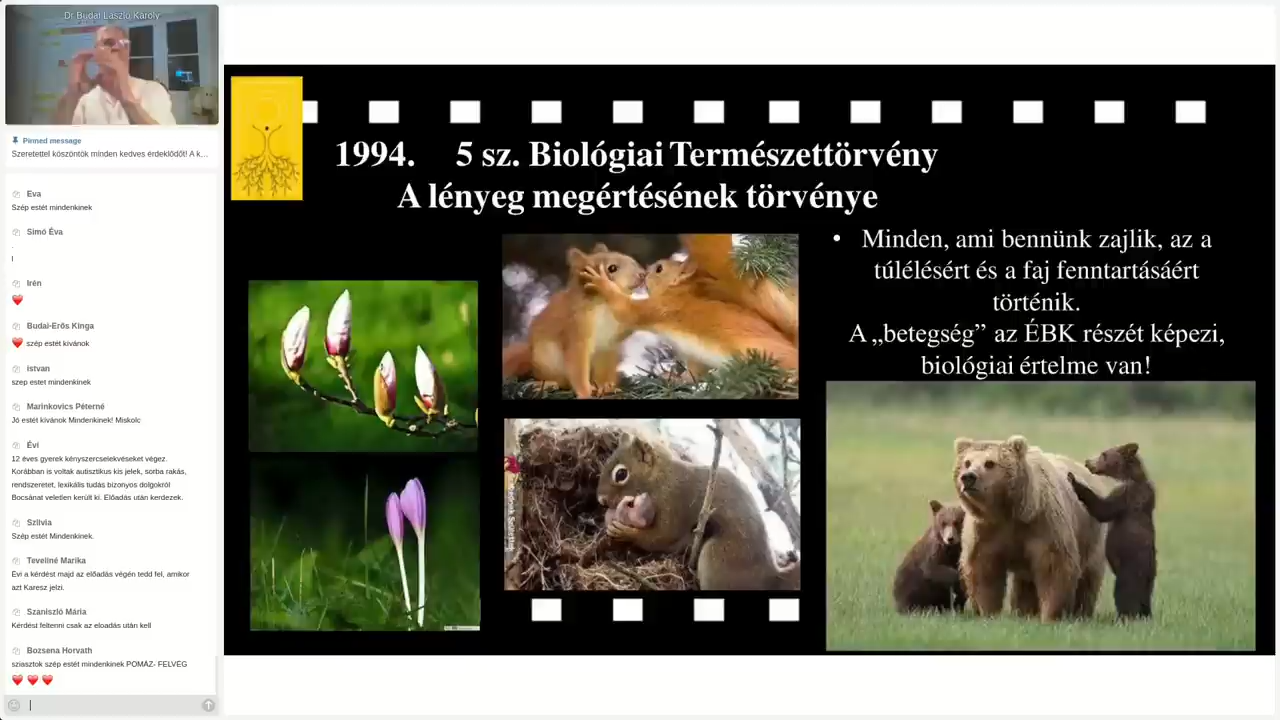 Dr Budai László Károly
Pinned message
Szeretettel köszöntök minden kedves érdeklődőt! A k…
Eva
Szép estét mindenkinek
Simó Éva
.
I
Irén
Budai-Erős Kinga
szép estét kívánok
istvan
szep estet mindenkinek
Marinkovics Péterné
Jó estét kívánok Mindenkinek! Miskolc
Évi
12 éves gyerek kényszercselekvéseket végez.
Korábban is voltak autisztikus kis jelek, sorba rakás,
rendszeretet, lexikális tudás bizonyos dolgokról
Bocsánat veletlen került ki. Előadás után kerdezek.
Szilvia
Szép estét Mindenkinek.
Teveliné Marika
Evi a kérdést majd az előadás végén tedd fel, amikor
azt Karesz jelzi.
Szaniszló Mária
Kérdést feltenni csak az eloadás után kell
Bozsena Horvath
sziasztok szép estét mindenkinek POMÁZ- FELVÉG
1994. 5 sz. Biológiai Természettörvény
A lényeg megértésének törvénye
• Minden, ami bennünk zajlik, az a
túlélésért és a faj fenntartásáért
történik.
A „betegség” az ÉBK részét képezi,
biológiai értelme van!